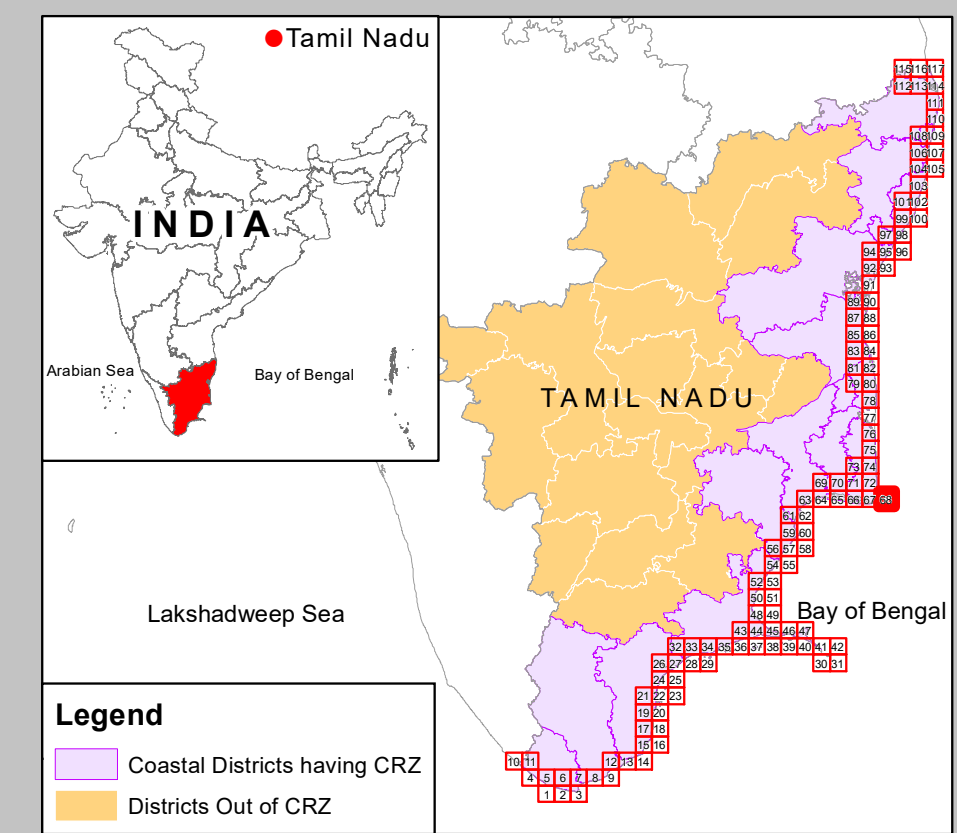 Tamil Nadu
INDIA
Arabian Sea
Bay of Bengal
TAMIL NADU
115 116 117
112 113 114
111
110
108 109
106 107
104 105
103
101 102
99 100
97 98
94 95 96
92 93
91
89 90
87 88
85 86
83 84
81 82
79 80
78
77
76
75
73 74
69 70 71 72
63 64 65 66 67 68
61 62
59 60
56 57 58
54 55
52 53
50 51
48 49
Lakshadweep Sea
Bay of Bengal
43 44 45 46 47
32 33 34 35 36 37 38 39 40 41 42
26 27 28 29 30 31
24 25
21 22 23
19 20
17 18
15 16
10 11 12 13 14
4 5 6 7 8 9
1 2 3
Legend
Coastal Districts having CRZ
Districts Out of CRZ